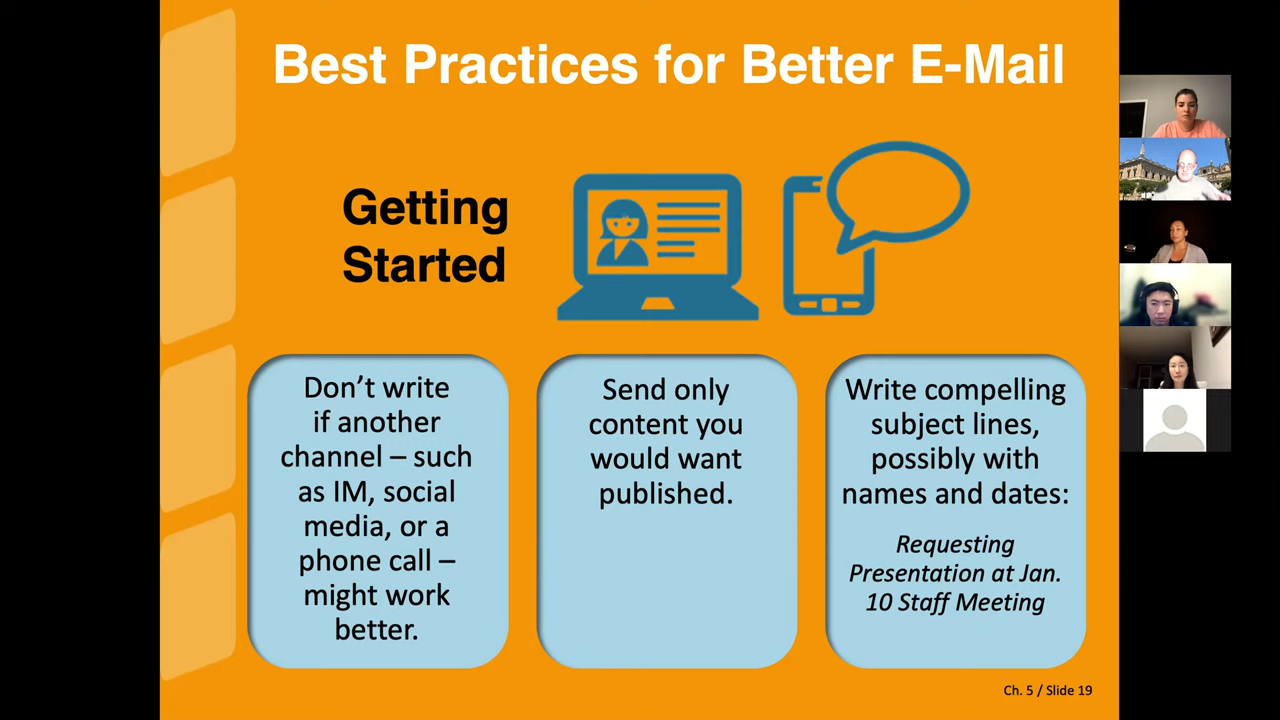 Best Practices for Better E-Mail
Getting
Started
Don’t write
if another
channel – such
as IM, social
media, or a
phone call –
might work
better.
Send only
content you
would want
published.
Write compelling
subject lines,
possibly with
names and dates:
Requesting
Presentation at Jan.
10 Staff Meeting
Ch. 5 / Slide 19